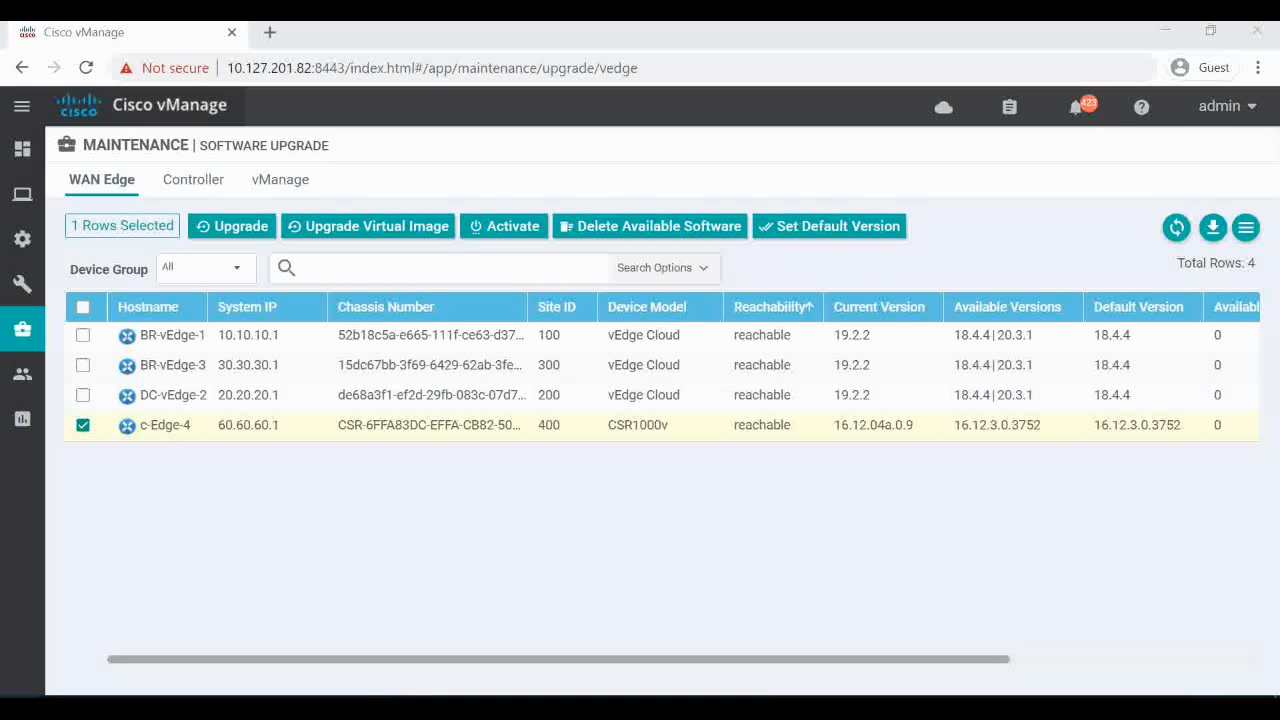 Cisco vManage
Not secure 10.127.201.82:8443/index.html#/app/maintenance/upgrade/vedge Guest
CISCO Cisco vManage 423 admin
MAINTENANCE | SOFTWARE UPGRADE
WAN Edge Controller vManage
1 Rows Selected Upgrade Upgrade Virtual Image Activate Delete Available Software Set Default Version
Device Group All Search Options Total Rows: 4
Hostname System IP Chassis Number Site ID Device Model Reachability Current Version Available Versions Default Version Availabl
BR-vEdge-1 10.10.10.1 52b18c5a-e665-111f-ce63-d37... 100 vEdge Cloud reachable 19.2.2 18.4.4|20.3.1 18.4.4 0
BR-vEdge-3 30.30.30.1 15dc67bb-3f69-6429-62ab-3fe... 300 vEdge Cloud reachable 19.2.2 18.4.4|20.3.1 18.4.4 0
DC-vEdge-2 20.20.20.1 de68a3f1-ef2d-29fb-083c-07d7... 200 vEdge Cloud reachable 19.2.2 18.4.4|20.3.1 18.4.4 0
c-Edge-4 60.60.60.1 CSR-6FFA83DC-EFFA-CB82-50... 400 CSR1000v reachable 16.12.04a.0.9 16.12.3.0.3752 16.12.3.0.3752 0